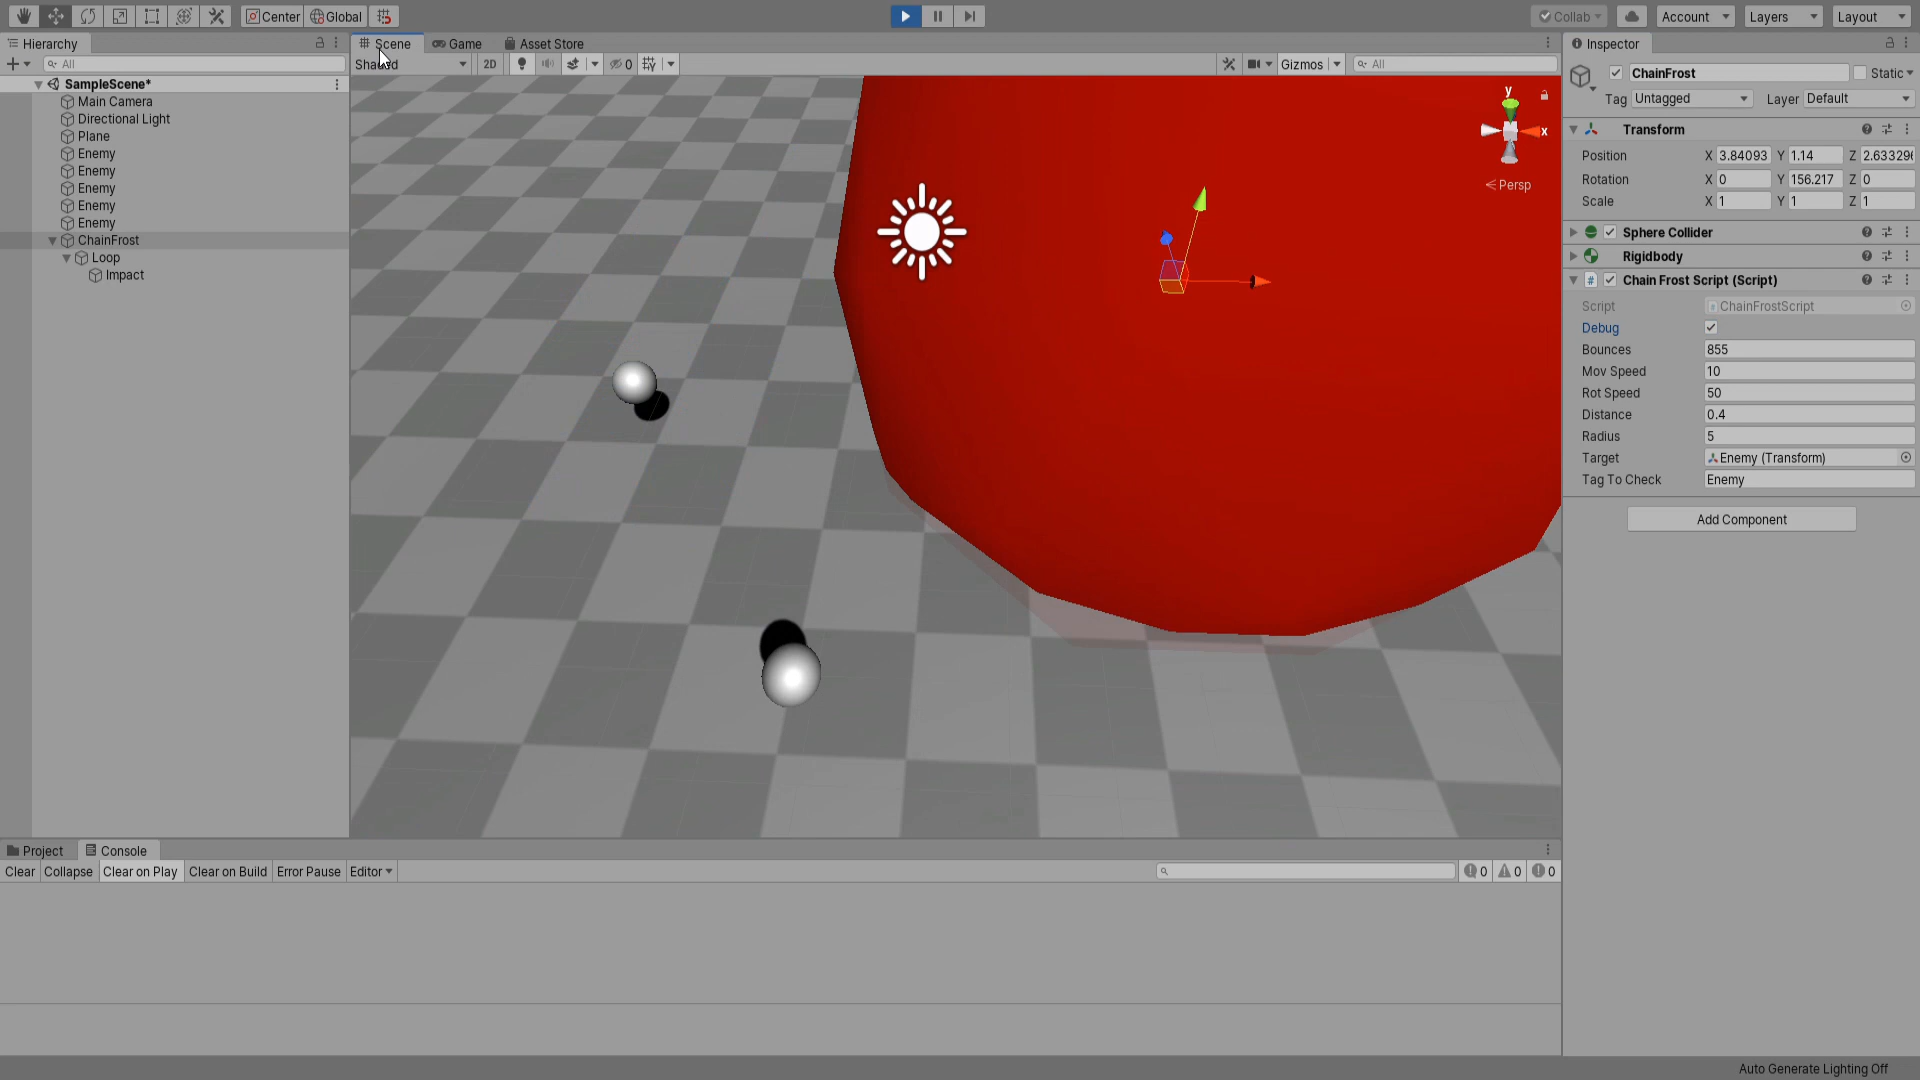 Center
Global
Collab
Account
Layers
Layout
Hierarchy
All
SampleScene*
Main Camera
Directional Light
Plane
Enemy
Enemy
Enemy
Enemy
Enemy
ChainFrost
Loop
Impact
Scene
Game
Asset Store
2D
0
Gizmos
All
y
x
Persp
Inspector
ChainFrost
Static
Tag Untagged
Layer Default
Transform
Position X 3.84093 Y 1.14 Z 2.633296
Rotation X 0 Y 156.217 Z 0
Scale X 1 Y 1 Z 1
Sphere Collider
Rigidbody
# Chain Frost Script (Script)
Script ChainFrostScript
Debug
Bounces 855
Mov Speed 10
Rot Speed 50
Distance 0.4
Radius 5
Target Enemy (Transform)
Tag To Check Enemy
Add Component
Project
Console
Clear
Collapse
Clear on Play
Clear on Build
Error Pause
Editor
0
0
0
Auto Generate Lighting Off